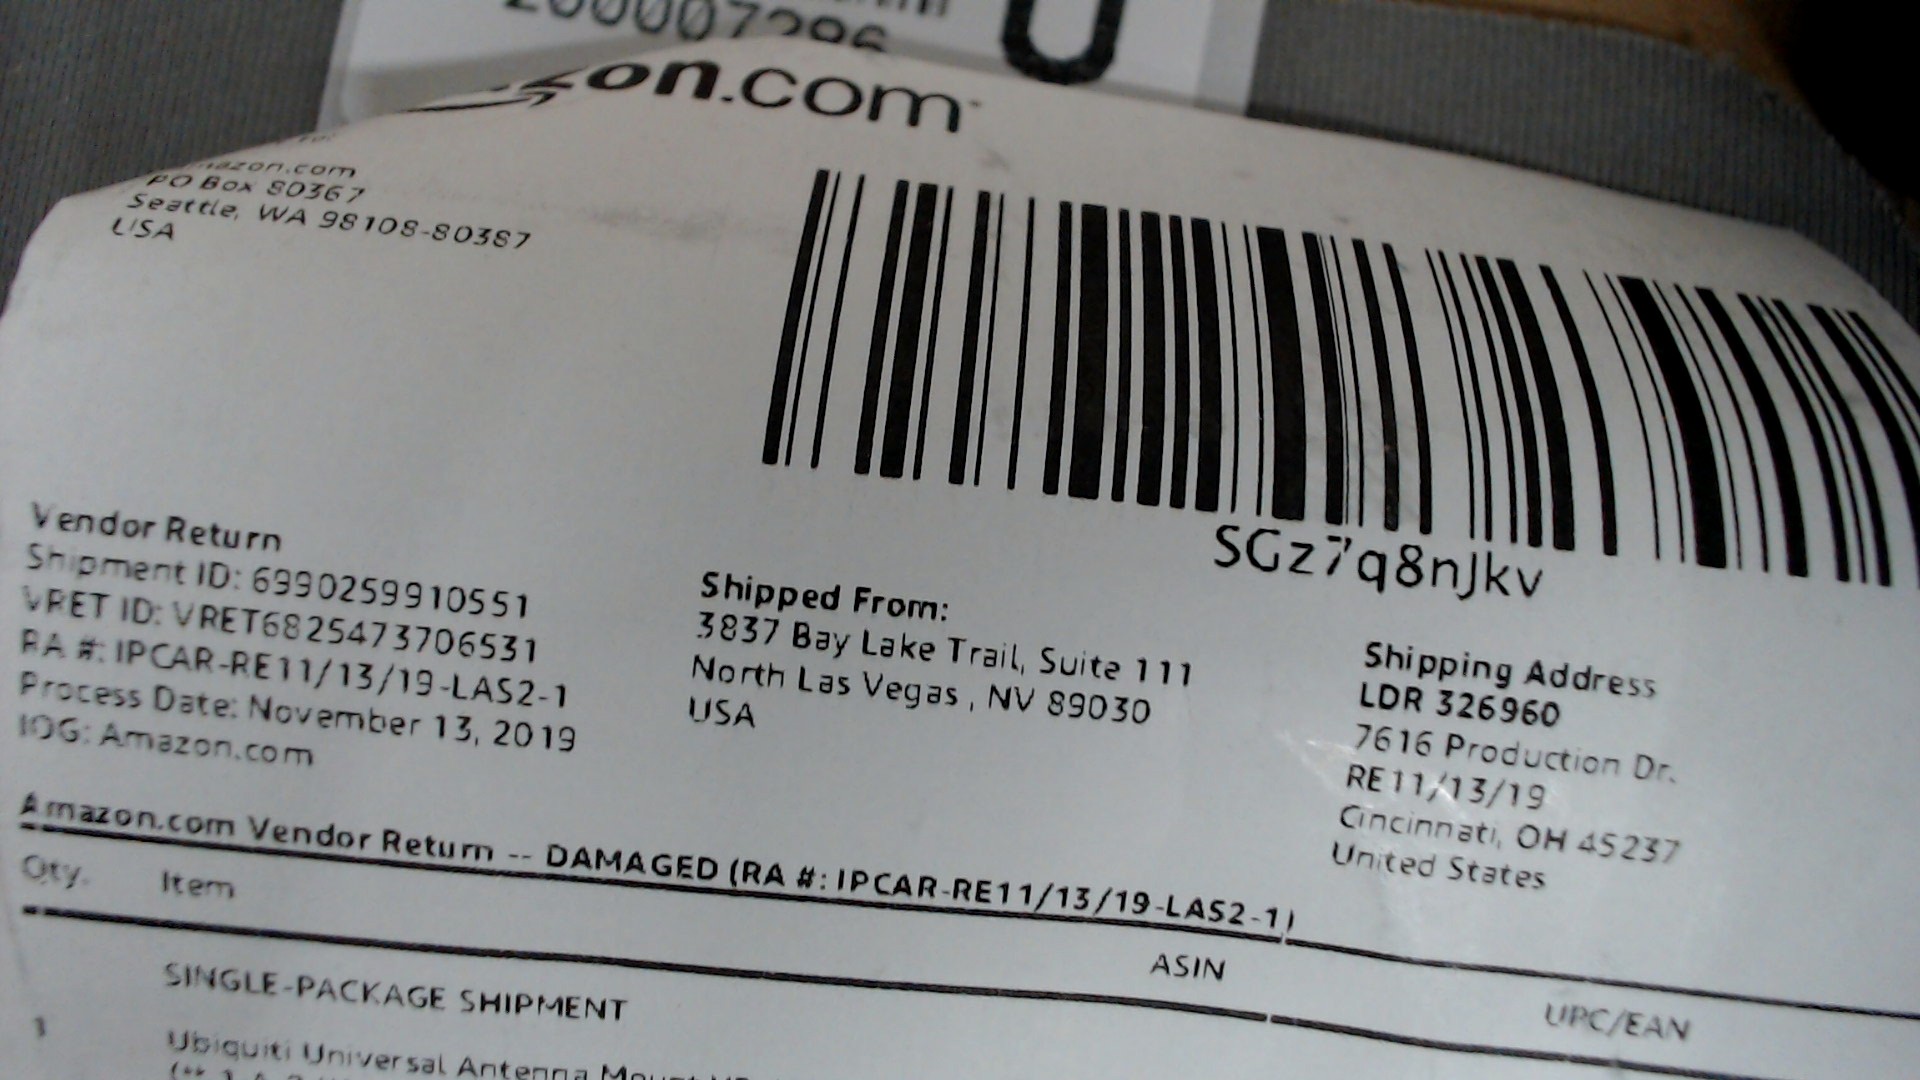 zon.com
amazon.com
PO Box 80367
Seattle, WA 98108-80387
USA
SGz7q8nJkv
Vendor Return
Shipment ID: 6990259910551
VRET ID: VRET6825473706531
RA #: IPCAR-RE11/13/19-LAS2-1
Process Date: November 13, 2019
IOG: Amazon.com
Shipped From:
3837 Bay Lake Trail, Suite 111
North Las Vegas , NV 89030
USA
Shipping Address
LDR 326960
7616 Production Dr.
RE11/13/19
Cincinnati, OH 45237
United States
Amazon.com Vendor Return -- DAMAGED (RA #: IPCAR-RE11/13/19-LAS2-1)
Qty. Item ASIN UPC/EAN
SINGLE-PACKAGE SHIPMENT
1 Ubiquiti Universal Antenna Mount